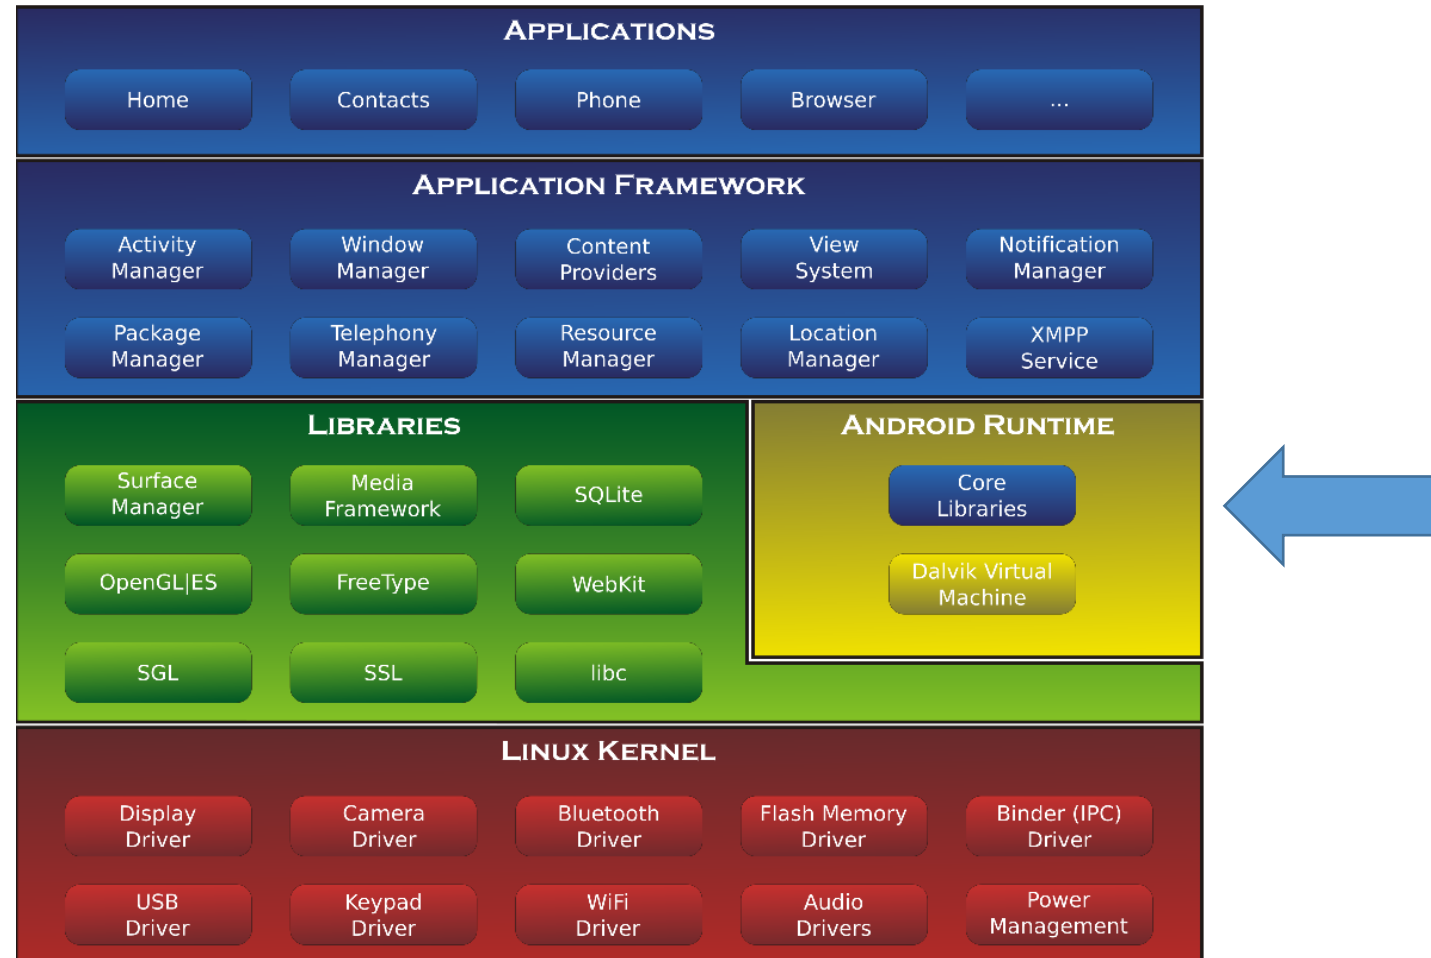 APPLICATIONS
Home
Contacts
Phone
Browser
...
APPLICATION FRAMEWORK
Activity
Manager
Window
Manager
Content
Providers
View
System
Notification
Manager
Package
Manager
Telephony
Manager
Resource
Manager
Location
Manager
XMPP
Service
LIBRARIES
Surface
Manager
Media
Framework
SQLite
OpenGL|ES
FreeType
WebKit
SGL
SSL
libc
ANDROID RUNTIME
Core
Libraries
Dalvik Virtual
Machine
LINUX KERNEL
Display
Driver
Camera
Driver
Bluetooth
Driver
Flash Memory
Driver
Binder (IPC)
Driver
USB
Driver
Keypad
Driver
WiFi
Driver
Audio
Drivers
Power
Management